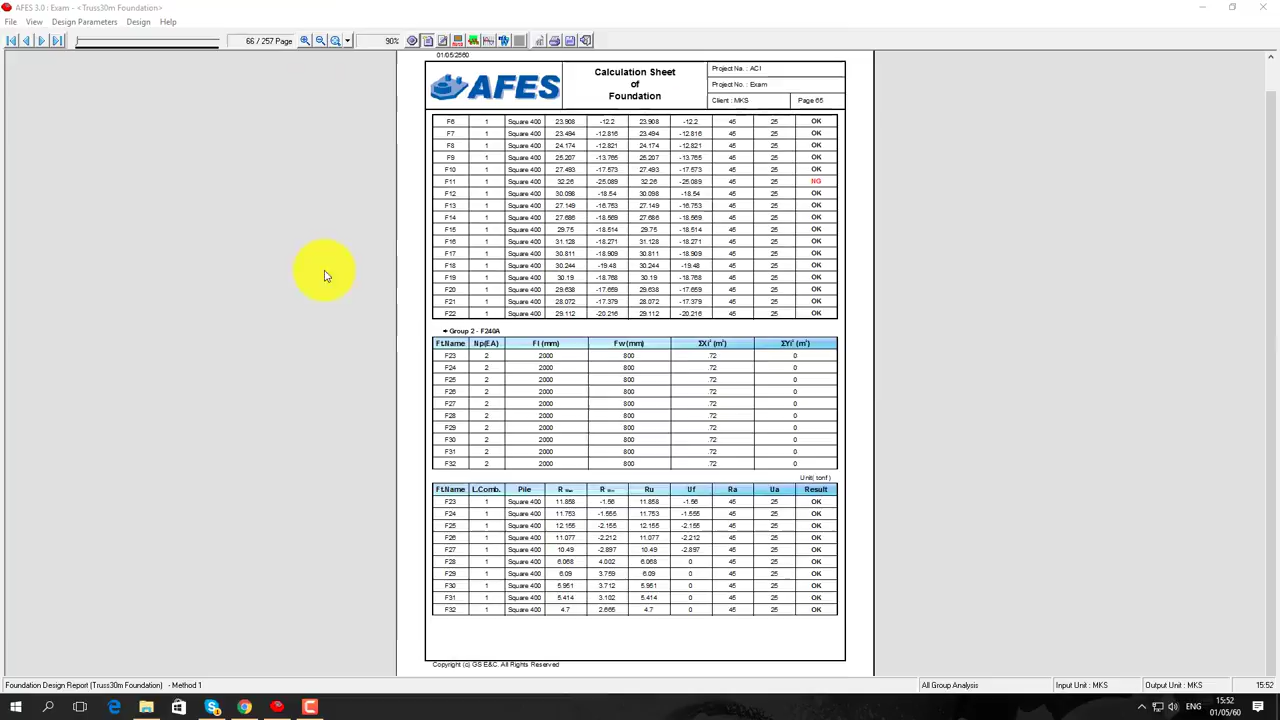 AFES 3.0 : Exam - <Truss30m Foundation>
File View Design Parameters Design Help
66 / 257 Page 90%
01/05/2560
AFES
Calculation Sheet
of
Foundation
Project Na. : ACI
Project No. : Exam
Client : MKS Page 65
F6 1 Square 400 23.908 -12.2 23.908 -12.2 45 25 OK
F7 1 Square 400 23.494 -12.816 23.494 -12.816 45 25 OK
F8 1 Square 400 24.174 -12.821 24.174 -12.821 45 25 OK
F9 1 Square 400 25.207 -13.765 25.207 -13.765 45 25 OK
F10 1 Square 400 27.493 -17.573 27.493 -17.573 45 25 OK
F11 1 Square 400 32.26 -25.089 32.26 -25.089 45 25 NG
F12 1 Square 400 30.098 -18.54 30.098 -18.54 45 25 OK
F13 1 Square 400 27.149 -16.753 27.149 -16.753 45 25 OK
F14 1 Square 400 27.686 -18.569 27.686 -18.569 45 25 OK
F15 1 Square 400 29.75 -18.514 29.75 -18.514 45 25 OK
F16 1 Square 400 31.128 -18.271 31.128 -18.271 45 25 OK
F17 1 Square 400 30.811 -18.909 30.811 -18.909 45 25 OK
F18 1 Square 400 30.244 -19.48 30.244 -19.48 45 25 OK
F19 1 Square 400 30.19 -18.768 30.19 -18.768 45 25 OK
F20 1 Square 400 29.638 -17.659 29.638 -17.659 45 25 OK
F21 1 Square 400 28.072 -17.379 28.072 -17.379 45 25 OK
F22 1 Square 400 29.112 -20.216 29.112 -20.216 45 25 OK
Group 2 - F240A
Ft.Name Np(EA) Fl (mm) Fw (mm) ΣXi² (m²) ΣYi² (m²)
F23 2 2000 800 .72 0
F24 2 2000 800 .72 0
F25 2 2000 800 .72 0
F26 2 2000 800 .72 0
F27 2 2000 800 .72 0
F28 2 2000 800 .72 0
F29 2 2000 800 .72 0
F30 2 2000 800 .72 0
F31 2 2000 800 .72 0
F32 2 2000 800 .72 0
Unit( tonf )
Ft.Name L.Comb. Pile R Max R Min Ru Uf Ra Ua Result
F23 1 Square 400 11.858 -1.56 11.858 -1.56 45 25 OK
F24 1 Square 400 11.753 -1.555 11.753 -1.555 45 25 OK
F25 1 Square 400 12.155 -2.155 12.155 -2.155 45 25 OK
F26 1 Square 400 11.077 -2.212 11.077 -2.212 45 25 OK
F27 1 Square 400 10.49 -2.897 10.49 -2.897 45 25 OK
F28 1 Square 400 6.068 4.002 6.068 0 45 25 OK
F29 1 Square 400 6.09 3.759 6.09 0 45 25 OK
F30 1 Square 400 5.951 3.712 5.951 0 45 25 OK
F31 1 Square 400 5.414 3.102 5.414 0 45 25 OK
F32 1 Square 400 4.7 2.665 4.7 0 45 25 OK
Copyright (c) GS E&C. All Rights Reserved
Foundation Design Report (Truss30m Foundation) - Method 1 All Group Analysis Input Unit : MKS Output Unit : MKS 15:52
ENG 15:52
01/05/60